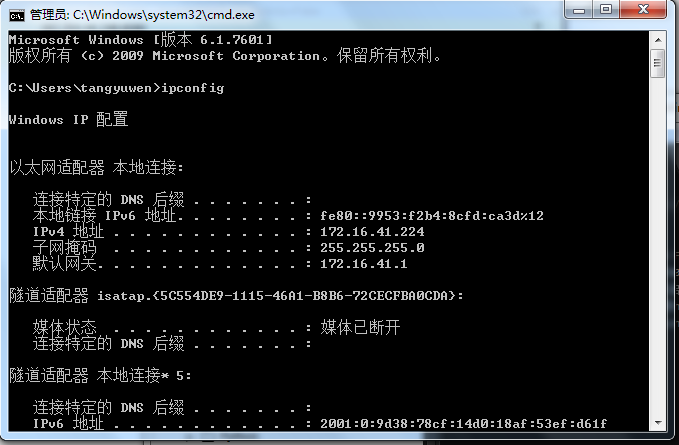 管理员: C:\Windows\system32\cmd.exe
Microsoft Windows [版本 6.1.7601]
版权所有 (c) 2009 Microsoft Corporation。保留所有权利。
C:\Users\tangyuwen>ipconfig
Windows IP 配置
以太网适配器 本地连接:
连接特定的 DNS 后缀 . . . . . . . :
本地链接 IPv6 地址. . . . . . . . : fe80::9953:f2b4:8cfd:ca3d%12
IPv4 地址 . . . . . . . . . . . . : 172.16.41.224
子网掩码  . . . . . . . . . . . . : 255.255.255.0
默认网关. . . . . . . . . . . . . : 172.16.41.1
隧道适配器 isatap.{5C554DE9-1115-46A1-B8B6-72CECFBA0CDA}:
媒体状态  . . . . . . . . . . . . : 媒体已断开
连接特定的 DNS 后缀 . . . . . . . :
隧道适配器 本地连接* 5:
连接特定的 DNS 后缀 . . . . . . . :
IPv6 地址 . . . . . . . . . . . . : 2001:0:9d38:78cf:14d0:18af:53ef:d61f